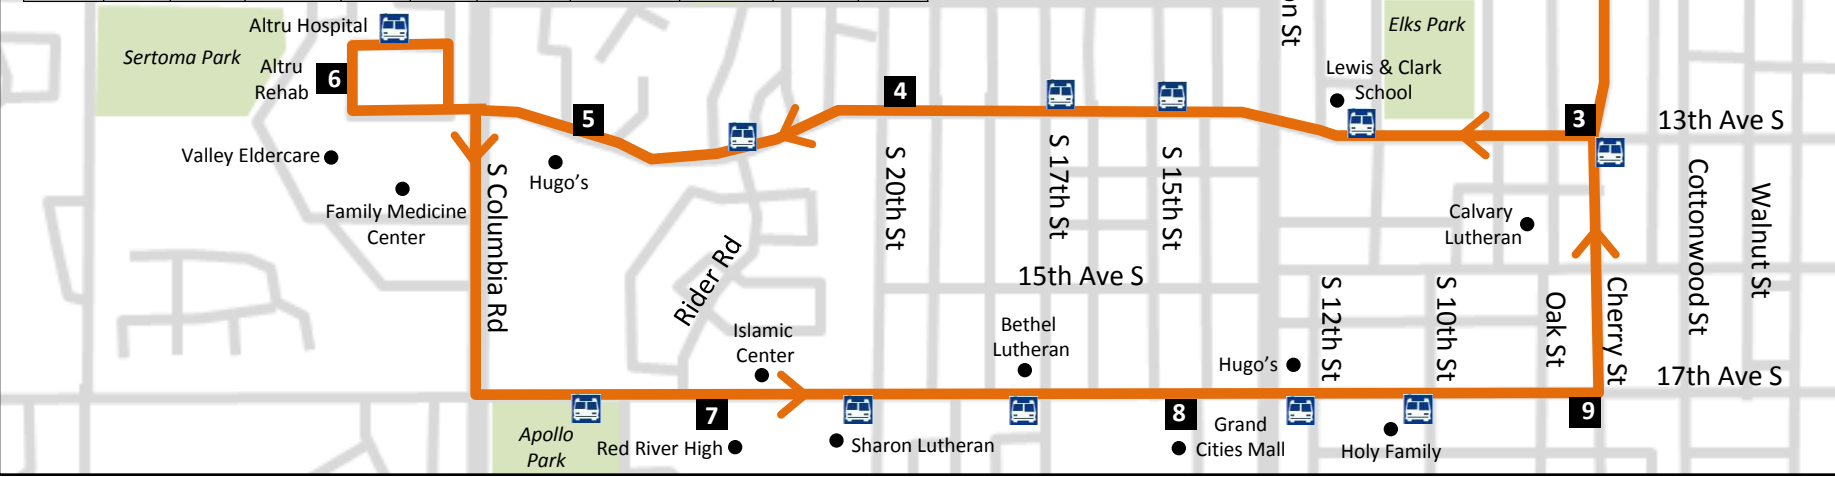 Altru Hospital
Sertoma Park
Altru
Rehab
6
5
4
on St
Elks Park
Lewis & Clark
School
3
13th Ave S
Valley Eldercare
Family Medicine
Center
Hugo's
S Columbia Rd
Rider Rd
S 20th St
S 17th St
S 15th St
15th Ave S
Calvary
Lutheran
Cottonwood St
Walnut St
Islamic
Center
Bethel
Lutheran
Hugo's
S 12th St
S 10th St
Oak St
Cherry St
17th Ave S
Apollo
Park
7
Red River High
Sharon Lutheran
8
Grand
Cities Mall
Holy Family
9